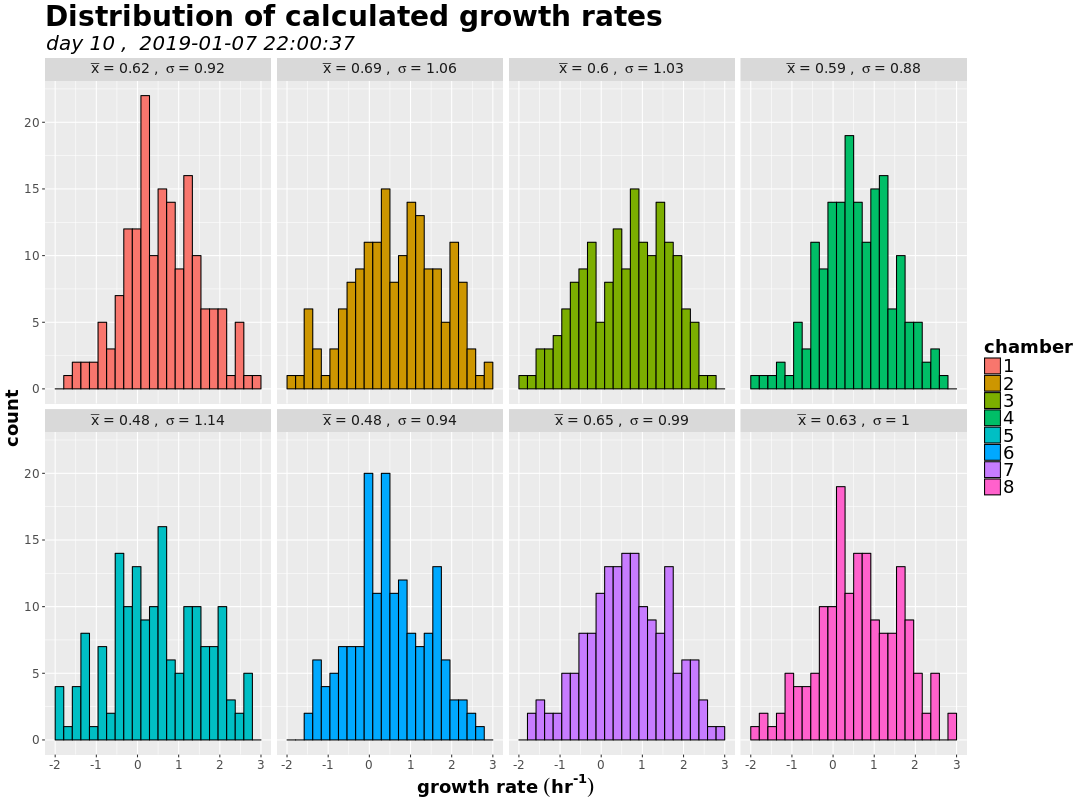 Distribution of calculated growth rates
day 10 ,  2019-01-07 22:00:37
x̅ = 0.62 ,  σ = 0.92
x̅ = 0.69 ,  σ = 1.06
x̅ = 0.6 ,  σ = 1.03
x̅ = 0.59 ,  σ = 0.88
20
15
10
5
0
x̅ = 0.48 ,  σ = 1.14
x̅ = 0.48 ,  σ = 0.94
x̅ = 0.65 ,  σ = 0.99
x̅ = 0.63 ,  σ = 1
20
15
10
5
0
-2 -1 0 1 2 3
-2 -1 0 1 2 3
-2 -1 0 1 2 3
-2 -1 0 1 2 3
count
growth rate (hr⁻¹)
chamber
1
2
3
4
5
6
7
8